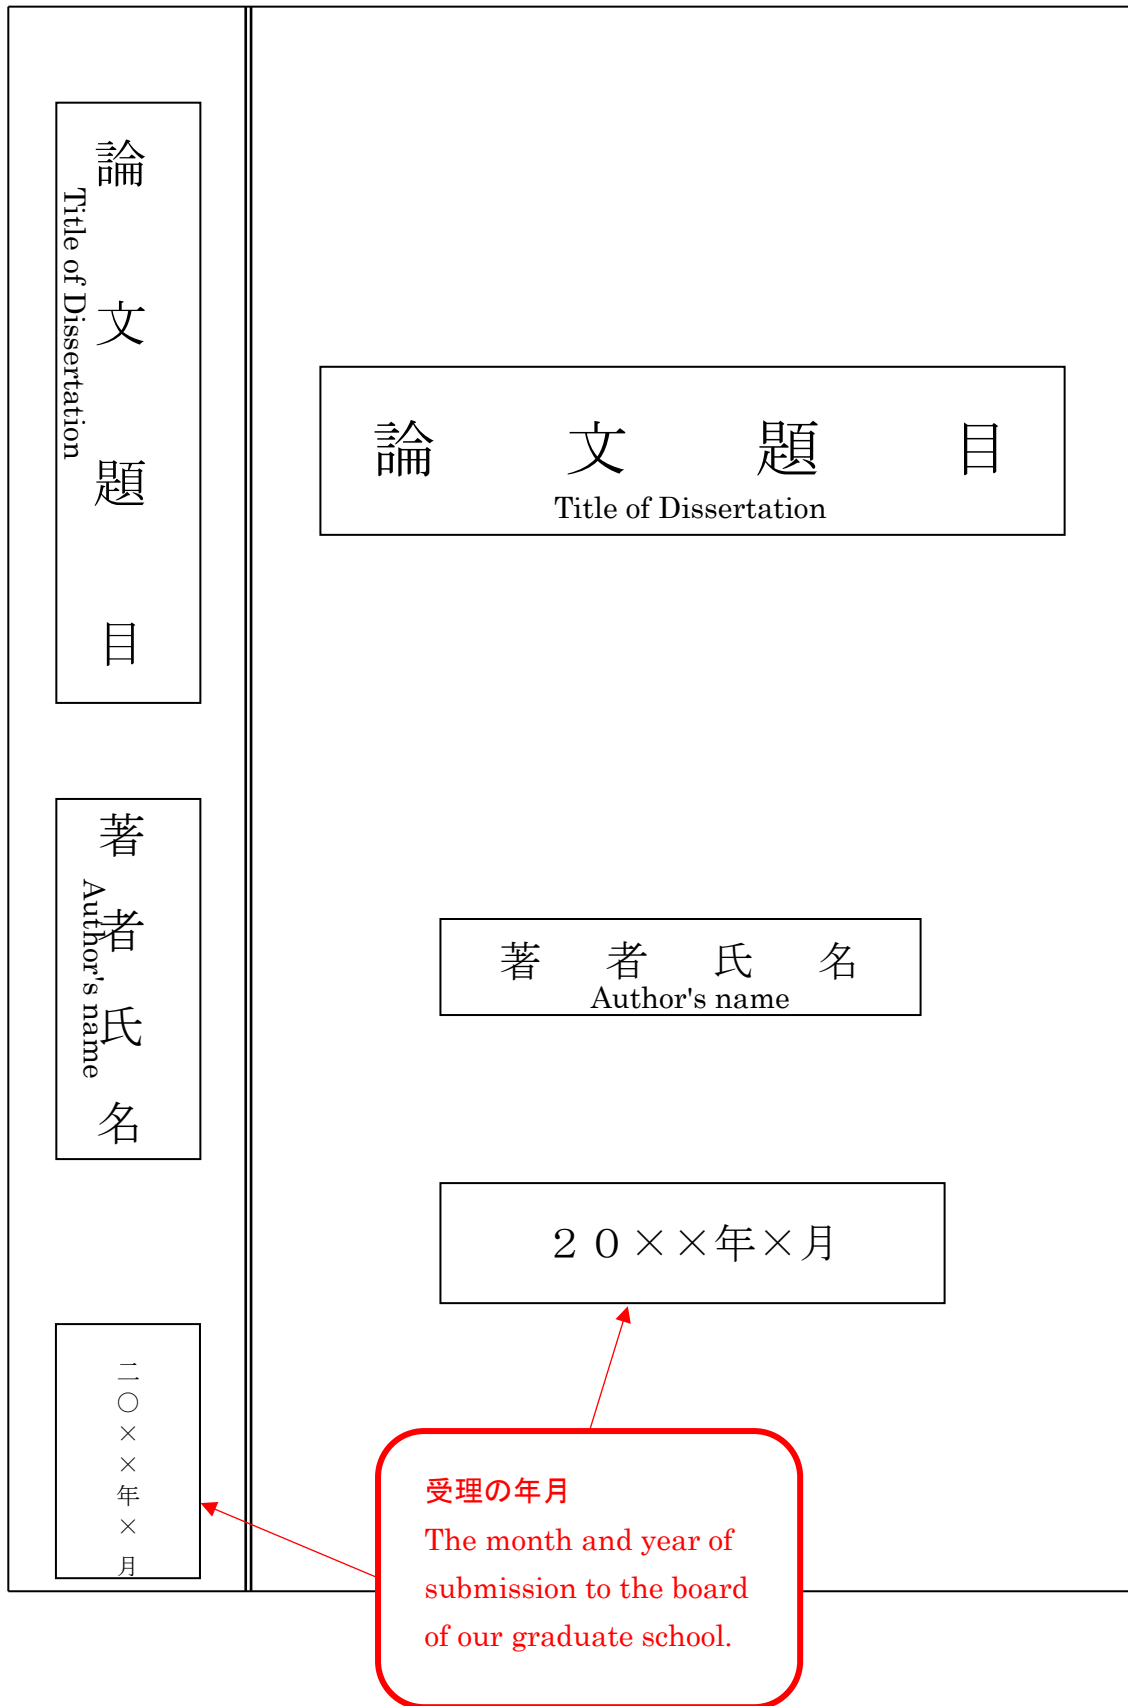 論文題目
Title of Dissertation
著者氏名
Author's name
二〇××年×月
論文題目
Title of Dissertation
著者氏名
Author's name
２０××年×月
受理の年月
The month and year of
submission to the board
of our graduate school.